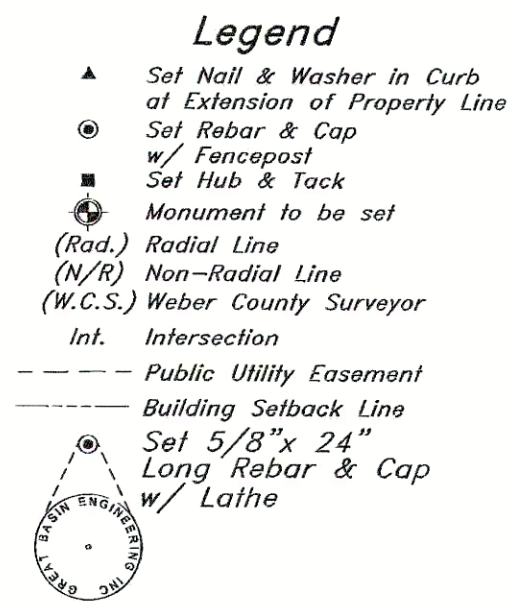 Legend
Set Nail & Washer in Curb
at Extension of Property Line
Set Rebar & Cap
w/ Fencepost
Set Hub & Tack
Monument to be set
(Rad.) Radial Line
(N/R) Non-Radial Line
(W.C.S.) Weber County Surveyor
Int. Intersection
Public Utility Easement
Building Setback Line
Set 5/8"x 24"
Long Rebar & Cap
w/ Lathe
GREAT BASIN ENGINEERING INC